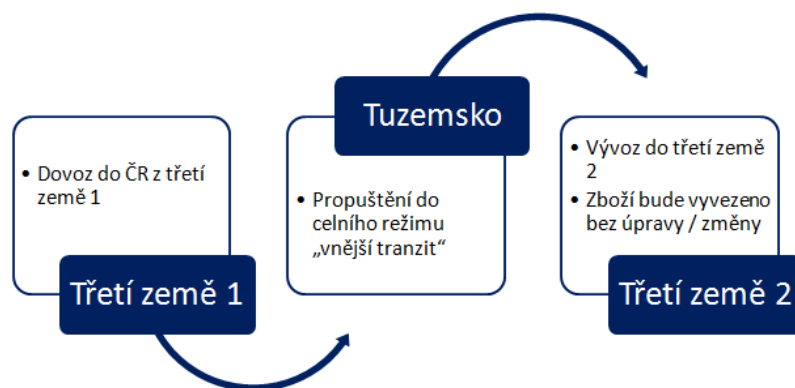 • Dovoz do ČR z třetí
země 1
Třetí země 1
Tuzemsko
• Propuštění do
celního režimu
„vnější tranzit“
• Vývoz do třetí země
2
• Zboží bude vyvezeno
bez úpravy / změny
Třetí země 2